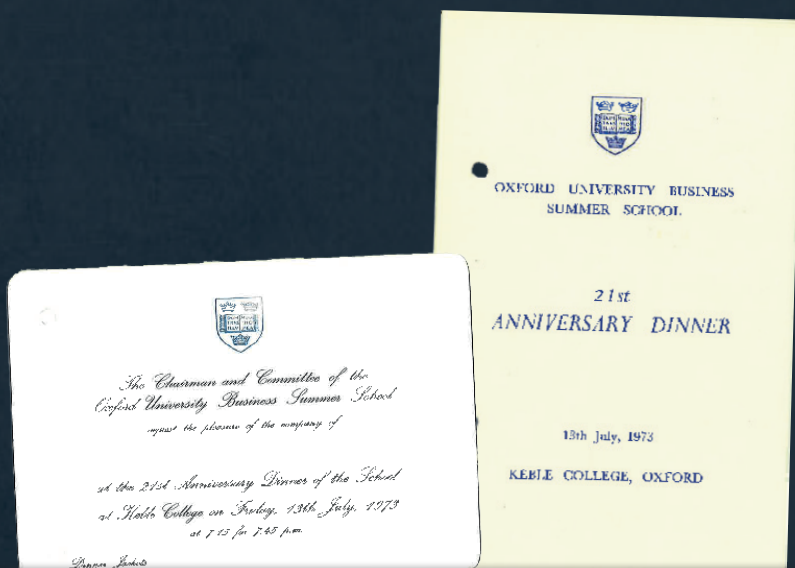 OXFORD UNIVERSITY BUSINESS
SUMMER SCHOOL
21st
ANNIVERSARY DINNER
13th July, 1973
KEBLE COLLEGE, OXFORD
The Chairman and Committee of the
Oxford University Business Summer School
request the pleasure of the company of
at the 21st Anniversary Dinner of the School
at Keble College on Friday, 13th July, 1973
at 7.15 for 7.45 p.m.
Dinner Jackets